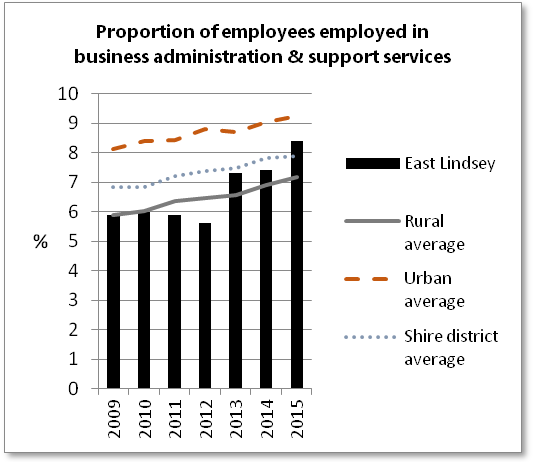 Proportion of employees employed in
business administration & support services
10
9
8
7
6
5
4
3
2
1
0
%
2009
2010
2011
2012
2013
2014
2015
East Lindsey
Rural
average
Urban
average
Shire district
average